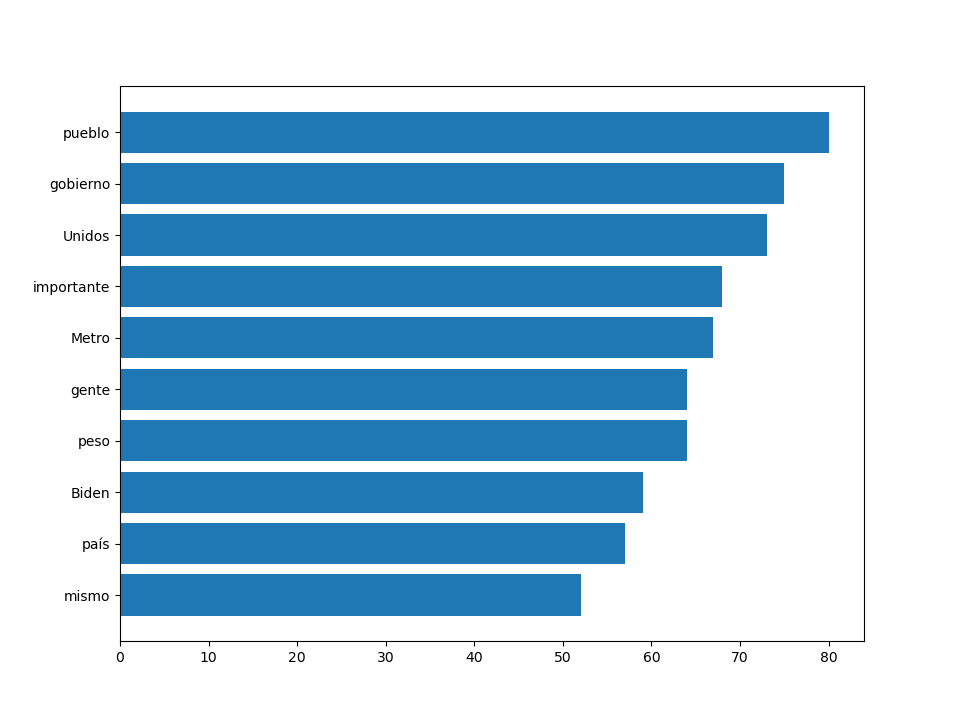 pueblo
gobierno
Unidos
importante
Metro
gente
peso
Biden
país
mismo
0 10 20 30 40 50 60 70 80